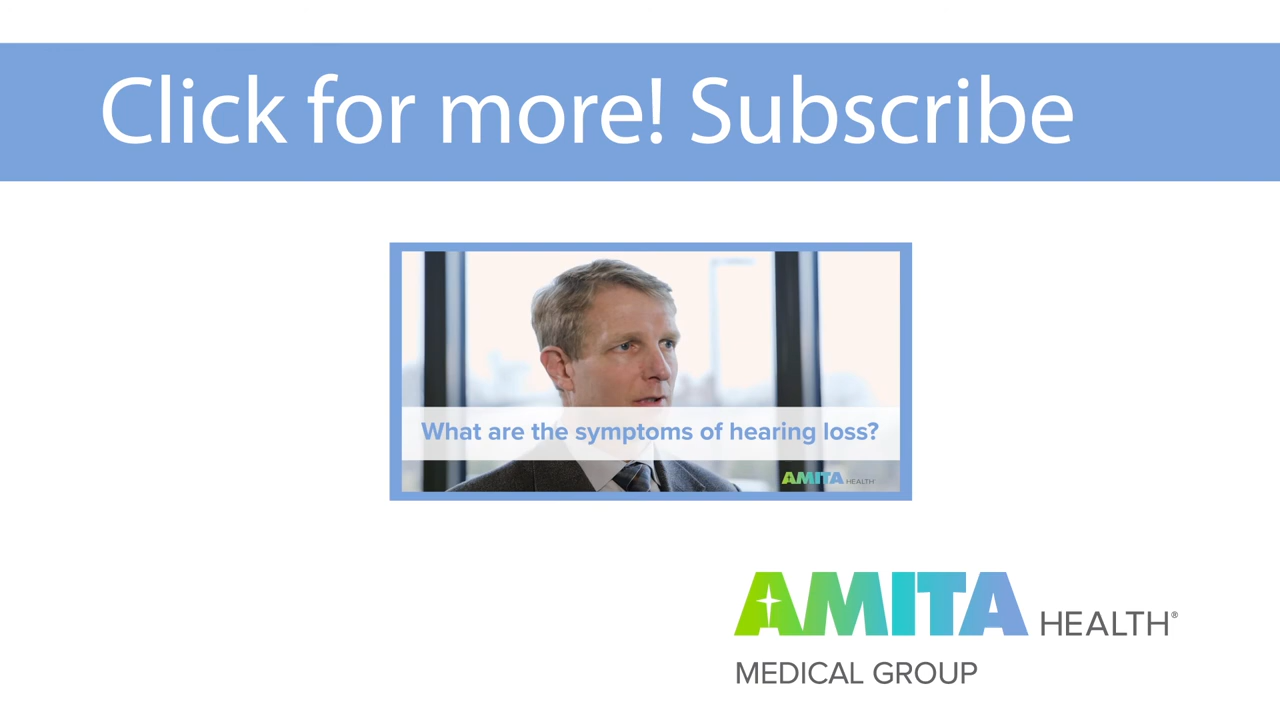 Click for more! Subscribe
What are the symptoms of hearing loss?
AMITA HEALTH
AMITA HEALTH®
MEDICAL GROUP